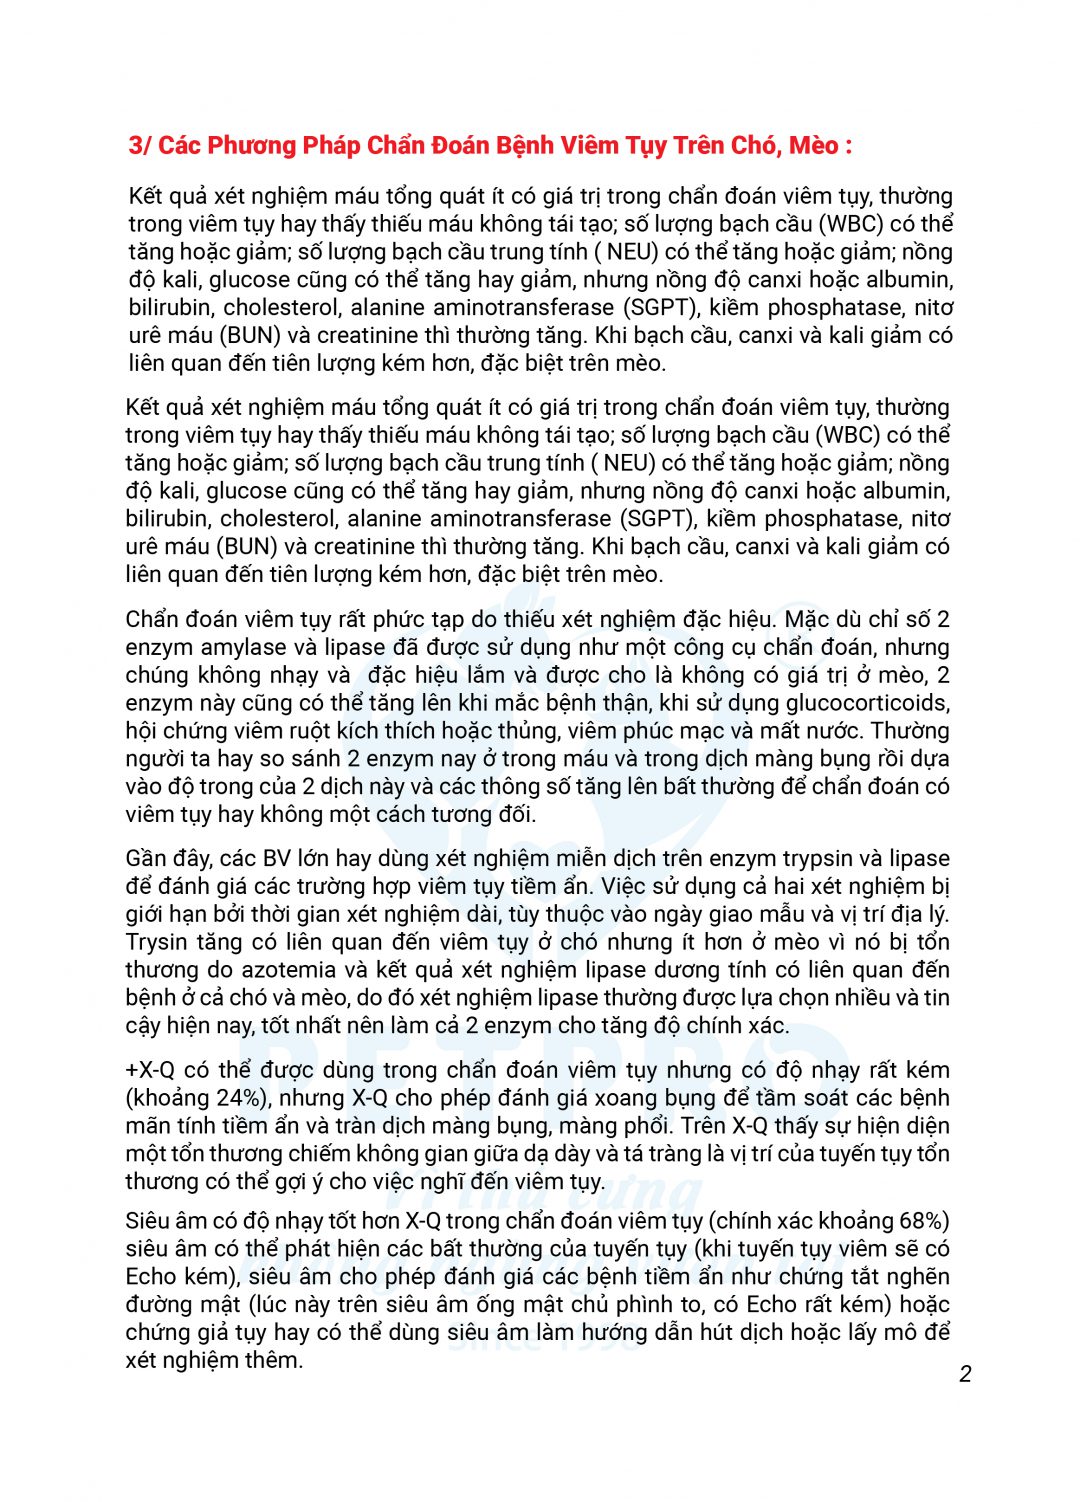 3/ Các Phương Pháp Chẩn Đoán Bệnh Viêm Tụy Trên Chó, Mèo :
Kết quả xét nghiệm máu tổng quát ít có giá trị trong chẩn đoán viêm tụy, thường
trong viêm tụy hay thấy thiếu máu không tái tạo; số lượng bạch cầu (WBC) có thể
tăng hoặc giảm; số lượng bạch cầu trung tính ( NEU) có thể tăng hoặc giảm; nồng
độ kali, glucose cũng có thể tăng hay giảm, nhưng nồng độ canxi hoặc albumin,
bilirubin, cholesterol, alanine aminotransferase (SGPT), kiềm phosphatase, nitơ
urê máu (BUN) và creatinine thì thường tăng. Khi bạch cầu, canxi và kali giảm có
liên quan đến tiên lượng kém hơn, đặc biệt trên mèo.
Kết quả xét nghiệm máu tổng quát ít có giá trị trong chẩn đoán viêm tụy, thường
trong viêm tụy hay thấy thiếu máu không tái tạo; số lượng bạch cầu (WBC) có thể
tăng hoặc giảm; số lượng bạch cầu trung tính ( NEU) có thể tăng hoặc giảm; nồng
độ kali, glucose cũng có thể tăng hay giảm, nhưng nồng độ canxi hoặc albumin,
bilirubin, cholesterol, alanine aminotransferase (SGPT), kiềm phosphatase, nitơ
urê máu (BUN) và creatinine thì thường tăng. Khi bạch cầu, canxi và kali giảm có
liên quan đến tiên lượng kém hơn, đặc biệt trên mèo.
Chẩn đoán viêm tụy rất phức tạp do thiếu xét nghiệm đặc hiệu. Mặc dù chỉ số 2
enzym amylase và lipase đã được sử dụng như một công cụ chẩn đoán, nhưng
chúng không nhạy và đặc hiệu lắm và được cho là không có giá trị ở mèo, 2
enzym này cũng có thể tăng lên khi mắc bệnh thận, khi sử dụng glucocorticoids,
hội chứng viêm ruột kích thích hoặc thủng, viêm phúc mạc và mất nước. Thường
người ta hay so sánh 2 enzym nay ở trong máu và trong dịch màng bụng rồi dựa
vào độ trong của 2 dịch này và các thông số tăng lên bất thường để chẩn đoán có
viêm tụy hay không một cách tương đối.
Gần đây, các BV lớn hay dùng xét nghiệm miễn dịch trên enzym trypsin và lipase
để đánh giá các trường hợp viêm tụy tiềm ẩn. Việc sử dụng cả hai xét nghiệm bị
giới hạn bởi thời gian xét nghiệm dài, tùy thuộc vào ngày giao mẫu và vị trí địa lý.
Trysin tăng có liên quan đến viêm tụy ở chó nhưng ít hơn ở mèo vì nó bị tổn
thương do azotemia và kết quả xét nghiệm lipase dương tính có liên quan đến
bệnh ở cả chó và mèo, do đó xét nghiệm lipase thường được lựa chọn nhiều và tin
cậy hiện nay, tốt nhất nên làm cả 2 enzym cho tăng độ chính xác.
+X-Q có thể được dùng trong chẩn đoán viêm tụy nhưng có độ nhạy rất kém
(khoảng 24%), nhưng X-Q cho phép đánh giá xoang bụng để tầm soát các bệnh
mãn tính tiềm ẩn và tràn dịch màng bụng, màng phổi. Trên X-Q thấy sự hiện diện
một tổn thương chiếm không gian giữa dạ dày và tá tràng là vị trí của tuyến tụy tổn
thương có thể gợi ý cho việc nghĩ đến viêm tụy.
Siêu âm có độ nhạy tốt hơn X-Q trong chẩn đoán viêm tụy (chính xác khoảng 68%)
siêu âm có thể phát hiện các bất thường của tuyến tụy (khi tuyến tụy viêm sẽ có
Echo kém), siêu âm cho phép đánh giá các bệnh tiềm ẩn như chứng tắt nghẽn
đường mật (lúc này trên siêu âm ống mật chủ phình to, có Echo rất kém) hoặc
chứng giả tụy hay có thể dùng siêu âm làm hướng dẫn hút dịch hoặc lấy mô để
xét nghiệm thêm.
2
PETPRO
Vì thú cưng
Since 1998